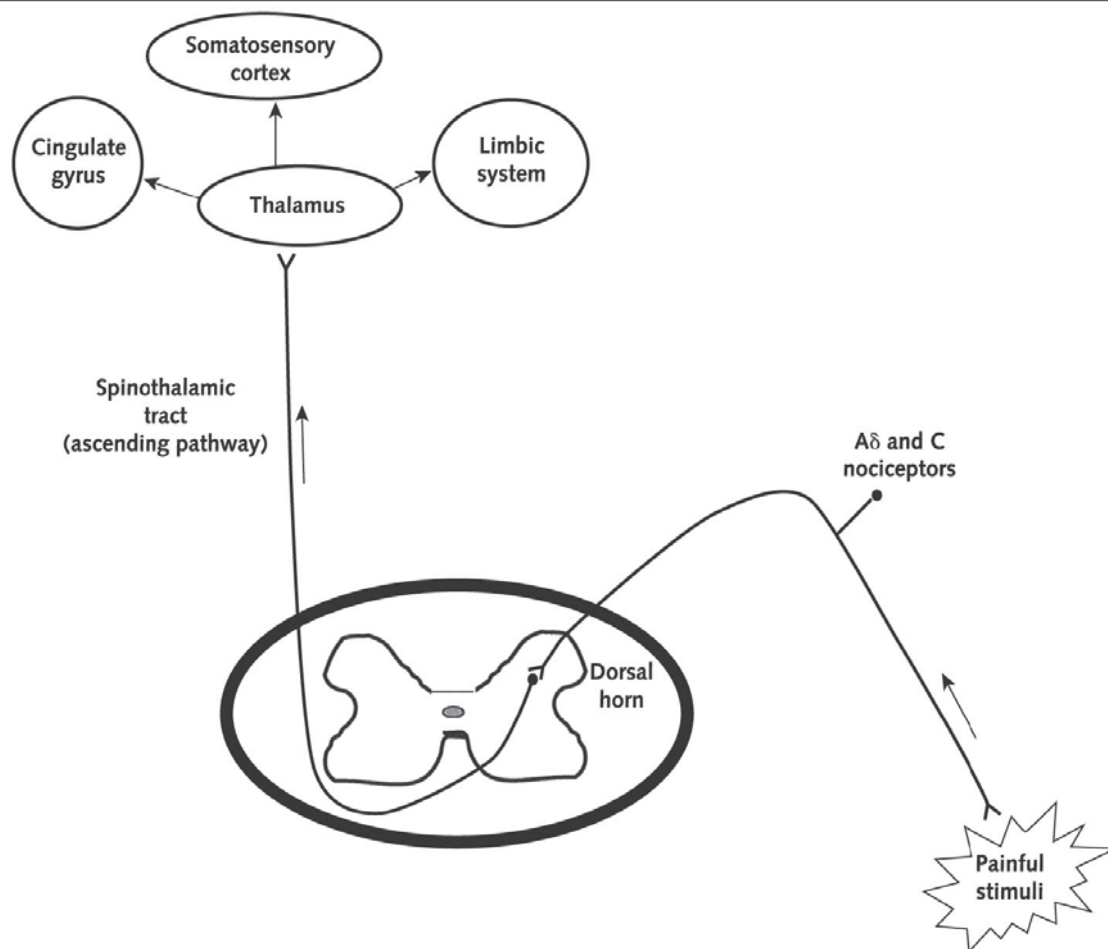 Somatosensory
cortex
Cingulate
gyrus
Limbic
system
Thalamus
Spinothalamic
tract
(ascending pathway)
Aδ and C
nociceptors
Dorsal
horn
Painful
stimuli